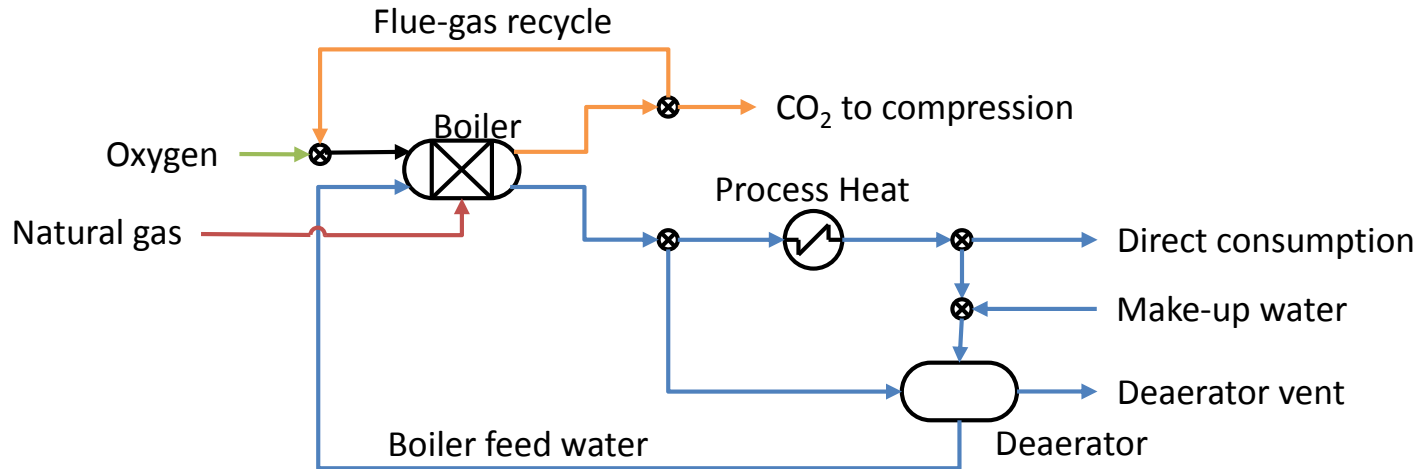 Flue-gas recycle
CO₂ to compression
Boiler
Oxygen
Process Heat
Natural gas
Direct consumption
Make-up water
Deaerator vent
Boiler feed water
Deaerator